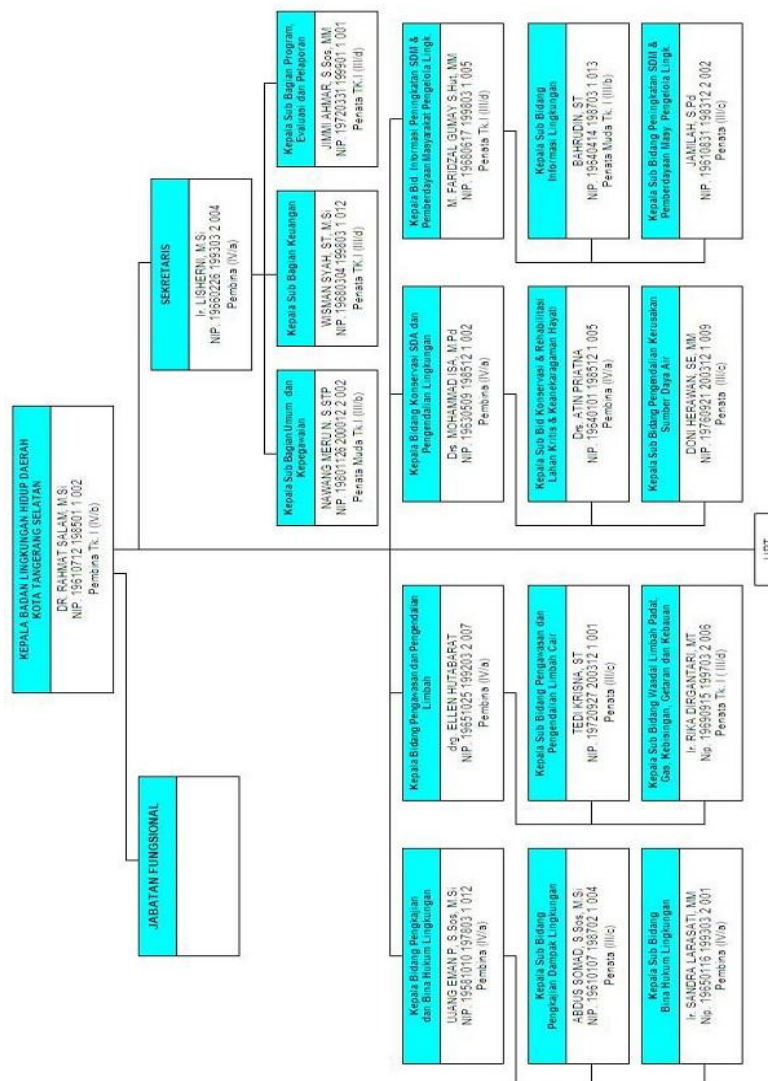 KEPALA BADAN LINGKUNGAN HIDUP DAERAH
KOTA TANGERANG SELATAN
DR. RAHMAT SALAM, M.Si
NIP. 19610712 198501 1 002
Pembina Tk. I (IV/b)
JABATAN FUNGSIONAL
SEKRETARIS
Ir. LISHERNI, M.Si
NIP. 19660226 199303 2 004
Pembina (IV/a)
Kepala Sub Bagian Umum dan
Kepegawaian
NAWANG MERU N. S.STP
NIP 19801126 200012 2 002
Penata Muda Tk.I (III/b)
Kepala Sub Bagian Keuangan
WISMAN SYAH, ST, M.Si
NIP. 19680304 199803 1 012
Penata TK.I (III/d)
Kepala Sub Bagian Program,
Evaluasi dan Pelaporan
JIMMI AHMAR, S.Sos, MM
NIP. 19720331 199901 1 001
Penata TK.I (III/d)
Kepala Bidang Pengkajian
dan Bina Hukum Lingkungan
UJANG EMAN P. S.Sos, M.Si
NIP. 19581010 197803 1 012
Pembina (IV/a)
Kepala Sub Bidang
Pengkajian Dampak Lingkungan
ABDUS SOMAD, S.Sos, M.Si
NIP. 19610107 198702 1 004
Penata (III/c)
Kepala Sub Bidang
Bina Hukum Lingkungan
Ir. SANDRA LARASATI, MM
Nip. 19650116 199303 2 001
Pembina (IV/a)
Kepala Bidang Pengawasan dan Pengendalian
Limbah
drg. ELLEN HUTABARAT
NIP. 19651025 199203 2 007
Pembina (IV/a)
Kepala Sub Bidang Pengawasan dan
Pengendalian Limbah Cair
TEDI KRISNA, ST
NIP. 19720927 200312 1 001
Penata (III/c)
Kepala Sub Bidang Wasdal Limbah Padat,
Gas, Kebisingan, Getaran dan Kebauan
Ir. RIKA DIRGANTARI, MT
Nip. 19690915 199703 2 006
Penata Tk. I ( III/d)
Kepala Bidang Konservasi SDA dan
Pengendalian Lingkungan
Drs. MOHAMMAD ISA, M.Pd
NIP. 19630509 198512 1 002
Pembina (IV/a)
Kepala Sub Bid Konservasi & Rehabilitasi
Lahan Kritis & Keanekaragaman Hayati
Drs. ATIN PRIATNA
NIP. 19640101 198512 1 005
Pembina (IV/a)
Kepala Sub Bidang Pengendalian Kerusakan
Sumber Daya Air
DONI HERAWAN, SE, MM
NIP. 19760921 200312 1 009
Penata (III/c)
Kepala Bid. Informasi Peningkatan SDM &
Pemberdayaan Masyarakat Pengelola Lingk.
M. FARIDZAL GUMAY S.Hut, MM
NIP. 19680617 199803 1 005
Penata Tk.I (III/d)
Kepala Sub Bidang
Informasi Lingkungan
BAHRUDIN, ST
NIP. 19640414 198703 1 013
Penata Muda Tk. I (III/b)
Kepala Sub Bidang Peningkatan SDM &
Pemberdayaan Masy. Pengelola Lingk.
JAMILAH, S.Pd
NIP. 19610831 198312 2 002
Penata (III/c)